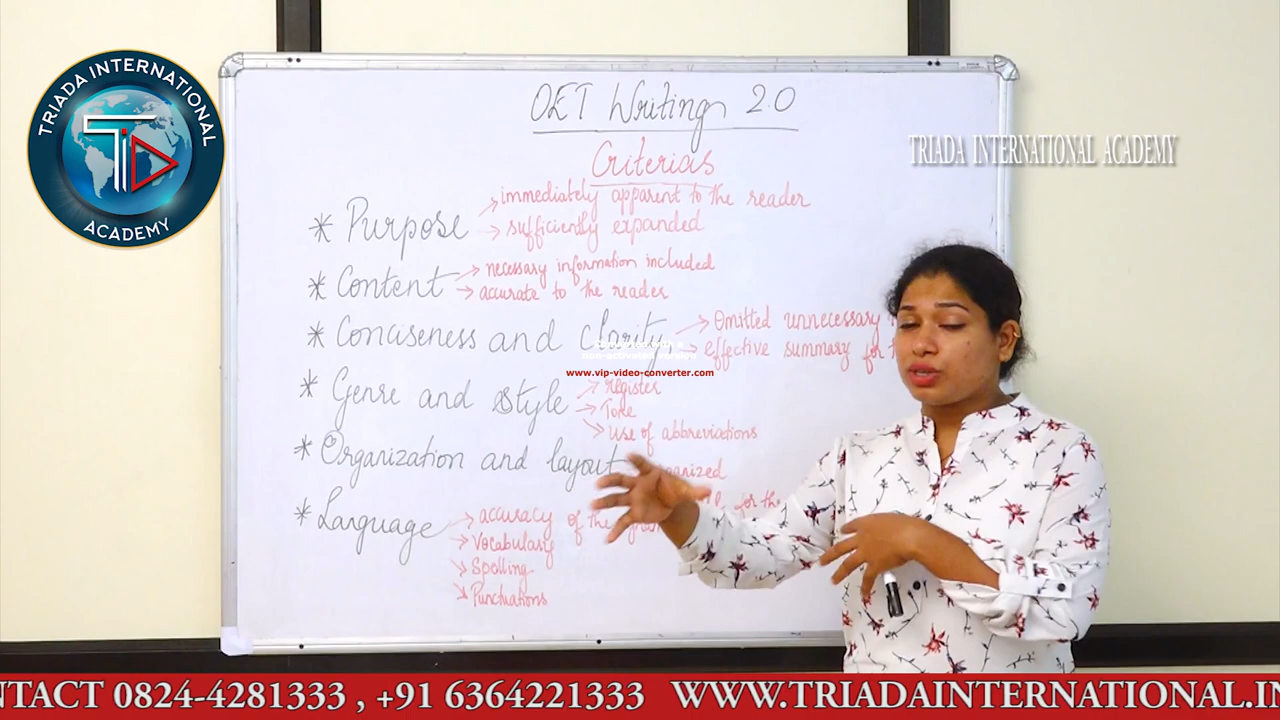 TRIADA INTERNATIONAL
TD
ACADEMY
TRIADA INTERNATIONAL ACADEMY
OET Writing 2.0
Criterias
* Purpose
→ immediately apparent to the reader
→ sufficiently expanded
* Content
→ necessary information included
→ accurate to the reader
* Conciseness and clarity
→ Omitted unnecessary
→ effective summary for
www.vip-video-converter.com
* Genre and style
→ register
→ Tone
→ Use of abbreviations
* Organization and layout
* Language
→ accuracy of the
for the
→ Vocabulary
→ Spelling
→ Punctuations
NTACT 0824-4281333 , +91 6364221333 WWW.TRIADAINTERNATIONAL.IN